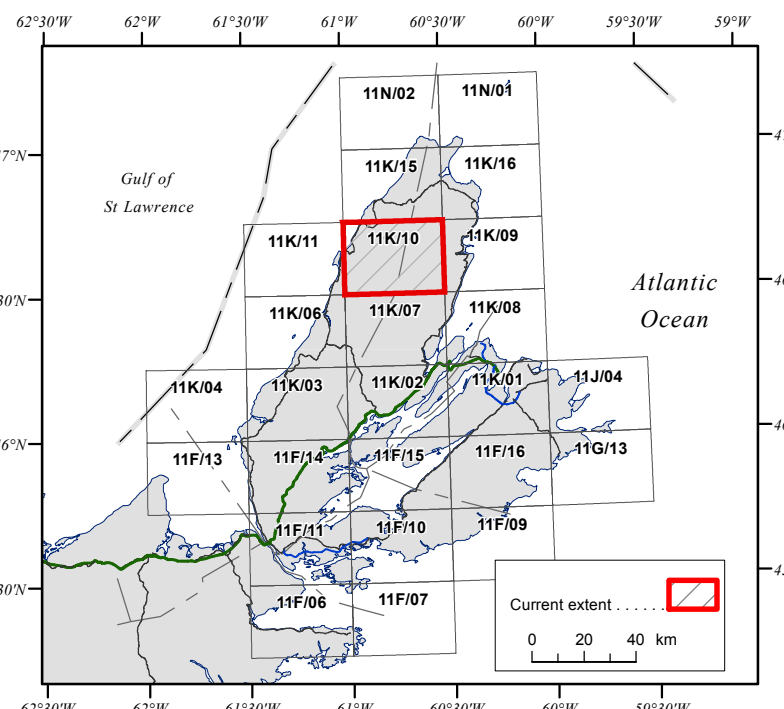 62°30'W 62°W 61°30'W 61°W 60°30'W 60°W 59°30'W 59°W
11N/02 11N/01
11K/15 11K/16
Gulf of
St Lawrence
11K/11 11K/10 11K/09
Atlantic
Ocean
11K/06 11K/07 11K/08
11K/04 11K/03 11K/02 11K/01 11J/04
11F/13 11F/14 11F/15 11F/16 11G/13
11F/11 11F/10 11F/09
11F/06 11F/07
Current extent . . . . . .
0 20 40 km
62°30'W 62°W 61°30'W 61°W 60°30'W 60°W 59°30'W